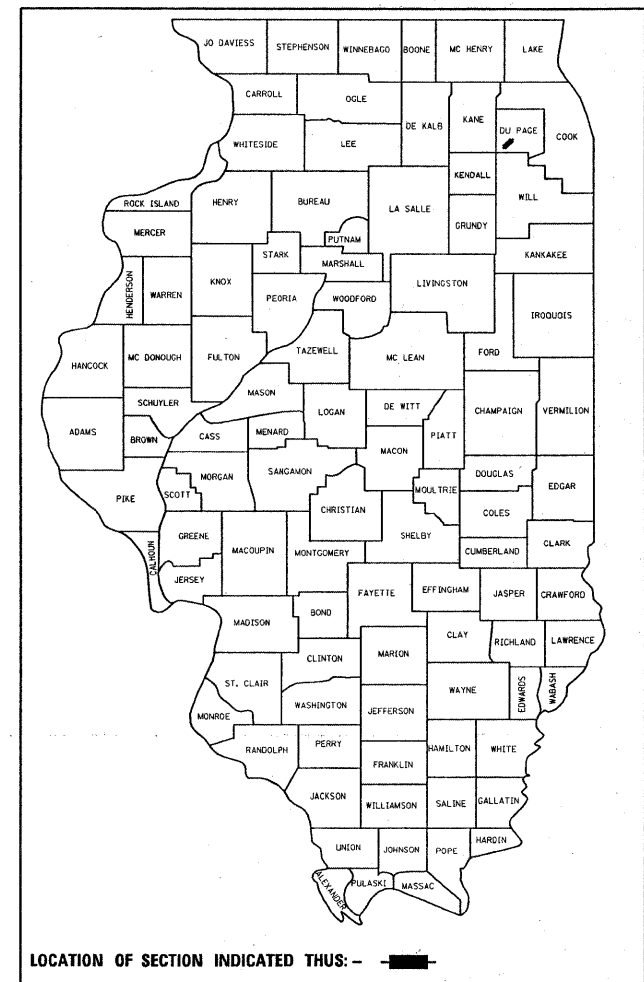 JO DAVIESS STEPHENSON WINNEBAGO BOONE MC HENRY LAKE
CARROLL OGLE DE KALB KANE DU PAGE COOK
WHITESIDE LEE
KENDALL WILL
ROCK ISLAND HENRY BUREAU LA SALLE GRUNDY
MERCER PUTNAM
KANKAKEE
STARK MARSHALL
HENDERSON WARREN KNOX PEORIA WOODFORD LIVINGSTON IROQUOIS
HANCOCK MC DONOUGH FULTON TAZEWELL MC LEAN FORD
MASON
SCHUYLER LOGAN DE WITT CHAMPAIGN VERMILION
ADAMS BROWN CASS MENARD MACON PIATT
MORGAN SANGAMON DOUGLAS
PIKE SCOTT CHRISTIAN MOULTRIE COLES EDGAR
CALHOUN GREENE MACOUPIN MONTGOMERY SHELBY CUMBERLAND CLARK
JERSEY
FAYETTE EFFINGHAM JASPER CRAWFORD
MADISON BOND
CLAY RICHLAND LAWRENCE
CLINTON MARION
ST. CLAIR WAYNE EDWARDS WABASH
WASHINGTON JEFFERSON
MONROE
RANDOLPH PERRY HAMILTON WHITE
FRANKLIN
JACKSON WILLIAMSON SALINE GALLATIN
UNION JOHNSON POPE HARDIN
ALEXANDER PULASKI MASSAC
LOCATION OF SECTION INDICATED THUS: -